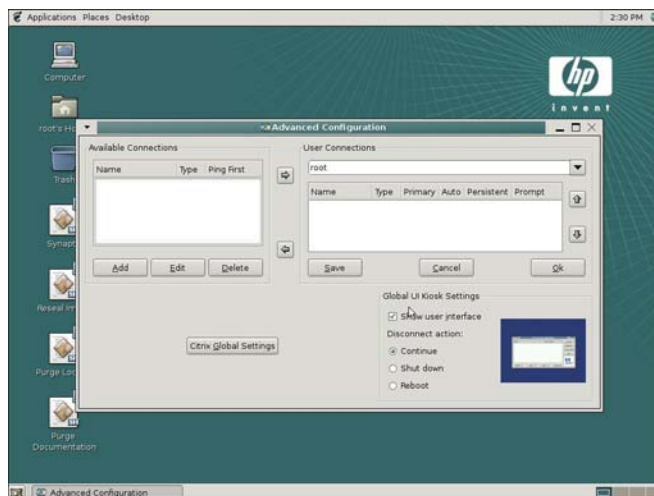 Applications Places Desktop
2:30 PM
Computer
hp
invent
root's Ho
Advanced Configuration
Available Connections
User Connections
Name Type Ping First
root
Trash
Name Type Primary Auto Persistent Prompt
Synapt
Add Edit Delete
Save Cancel Ok
Global UI Kiosk Settings
Show user interface
Reseal Im
Disconnect action:
Citrix Global Settings
Continue
Purge Loc
Shut down
Reboot
Purge
Documentation
Advanced Configuration